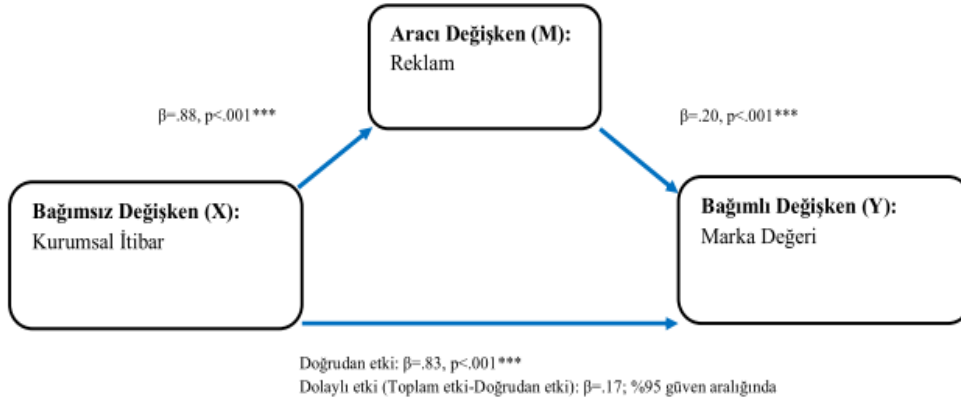 Aracı Değişken (M):
Reklam
β=.88, p<.001***
β=.20, p<.001***
Bağımsız Değişken (X):
Kurumsal İtibar
Bağımlı Değişken (Y):
Marka Değeri
Doğrudan etki: β=.83, p<.001***
Dolaylı etki (Toplam etki-Doğrudan etki): β=.17; %95 güven aralığında